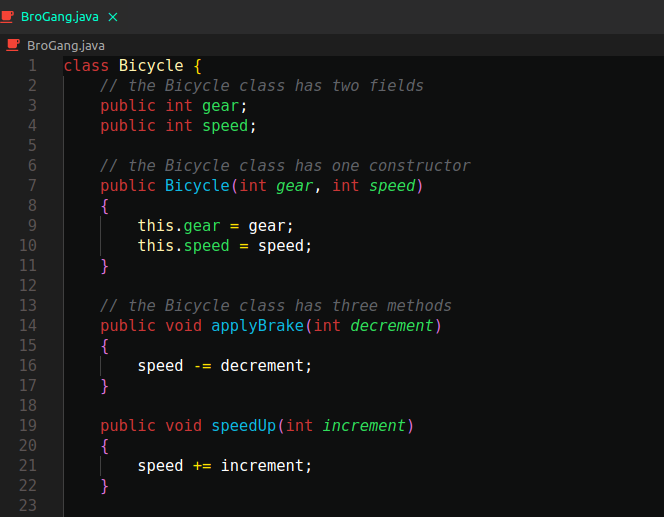 BroGang.java
BroGang.java
1 class Bicycle {
2     // the Bicycle class has two fields
3     public int gear;
4     public int speed;
5
6     // the Bicycle class has one constructor
7     public Bicycle(int gear, int speed)
8     {
9         this.gear = gear;
10         this.speed = speed;
11     }
12
13     // the Bicycle class has three methods
14     public void applyBrake(int decrement)
15     {
16         speed -= decrement;
17     }
18
19     public void speedUp(int increment)
20     {
21         speed += increment;
22     }
23